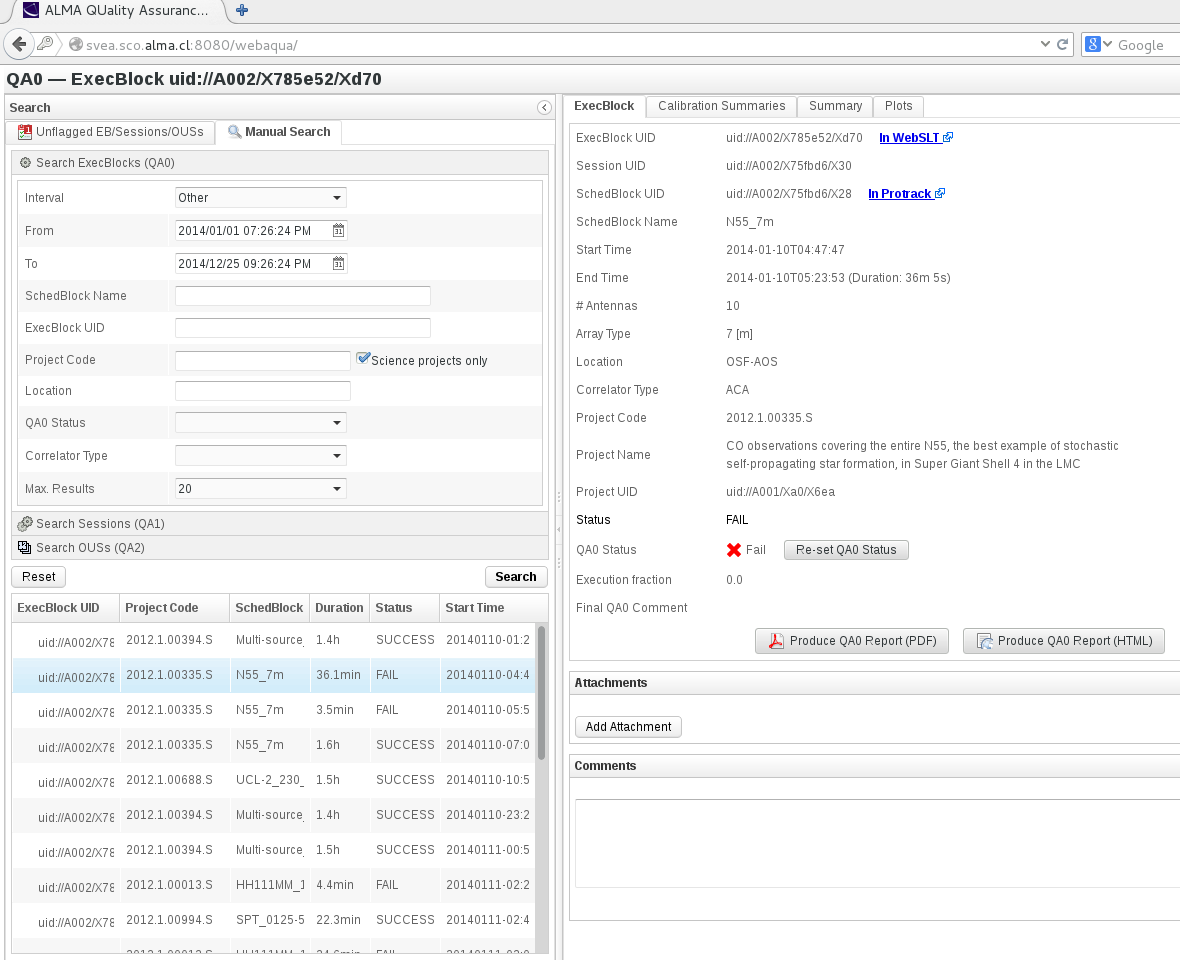 ALMA QUality Assuranc...
svea.sco.alma.cl:8080/webaqua/
Google
QA0 — ExecBlock uid://A002/X785e52/Xd70
Search
Unflagged EB/Sessions/OUSs
Manual Search
Search ExecBlocks (QA0)
Interval Other
From 2014/01/01 07:26:24 PM
To 2014/12/25 09:26:24 PM
SchedBlock Name
ExecBlock UID
Project Code Science projects only
Location
QA0 Status
Correlator Type
Max. Results 20
Search Sessions (QA1)
Search OUSs (QA2)
Reset Search
ExecBlock UID Project Code SchedBlock Duration Status Start Time
uid://A002/X78 2012.1.00394.S Multi-source_ 1.4h SUCCESS 20140110-01:2
uid://A002/X78 2012.1.00335.S N55_7m 36.1min FAIL 20140110-04:4
uid://A002/X78 2012.1.00335.S N55_7m 3.5min FAIL 20140110-05:5
uid://A002/X78 2012.1.00335.S N55_7m 1.6h SUCCESS 20140110-07:0
uid://A002/X78 2012.1.00688.S UCL-2_230_ 1.5h SUCCESS 20140110-10:5
uid://A002/X78 2012.1.00394.S Multi-source_ 1.4h SUCCESS 20140110-23:2
uid://A002/X78 2012.1.00394.S Multi-source_ 1.5h SUCCESS 20140111-00:5
uid://A002/X78 2012.1.00013.S HH111MM_1 4.4min FAIL 20140111-02:2
uid://A002/X78 2012.1.00994.S SPT_0125-5 22.3min SUCCESS 20140111-02:4
ExecBlock Calibration Summaries Summary Plots
ExecBlock UID uid://A002/X785e52/Xd70 In WebSLT
Session UID uid://A002/X75fbd6/X30
SchedBlock UID uid://A002/X75fbd6/X28 In Protrack
SchedBlock Name N55_7m
Start Time 2014-01-10T04:47:47
End Time 2014-01-10T05:23:53 (Duration: 36m 5s)
# Antennas 10
Array Type 7 [m]
Location OSF-AOS
Correlator Type ACA
Project Code 2012.1.00335.S
Project Name CO observations covering the entire N55, the best example of stochastic
self-propagating star formation, in Super Giant Shell 4 in the LMC
Project UID uid://A001/Xa0/X6ea
Status FAIL
QA0 Status Fail Re-set QA0 Status
Execution fraction 0.0
Final QA0 Comment
Produce QA0 Report (PDF) Produce QA0 Report (HTML)
Attachments
Add Attachment
Comments